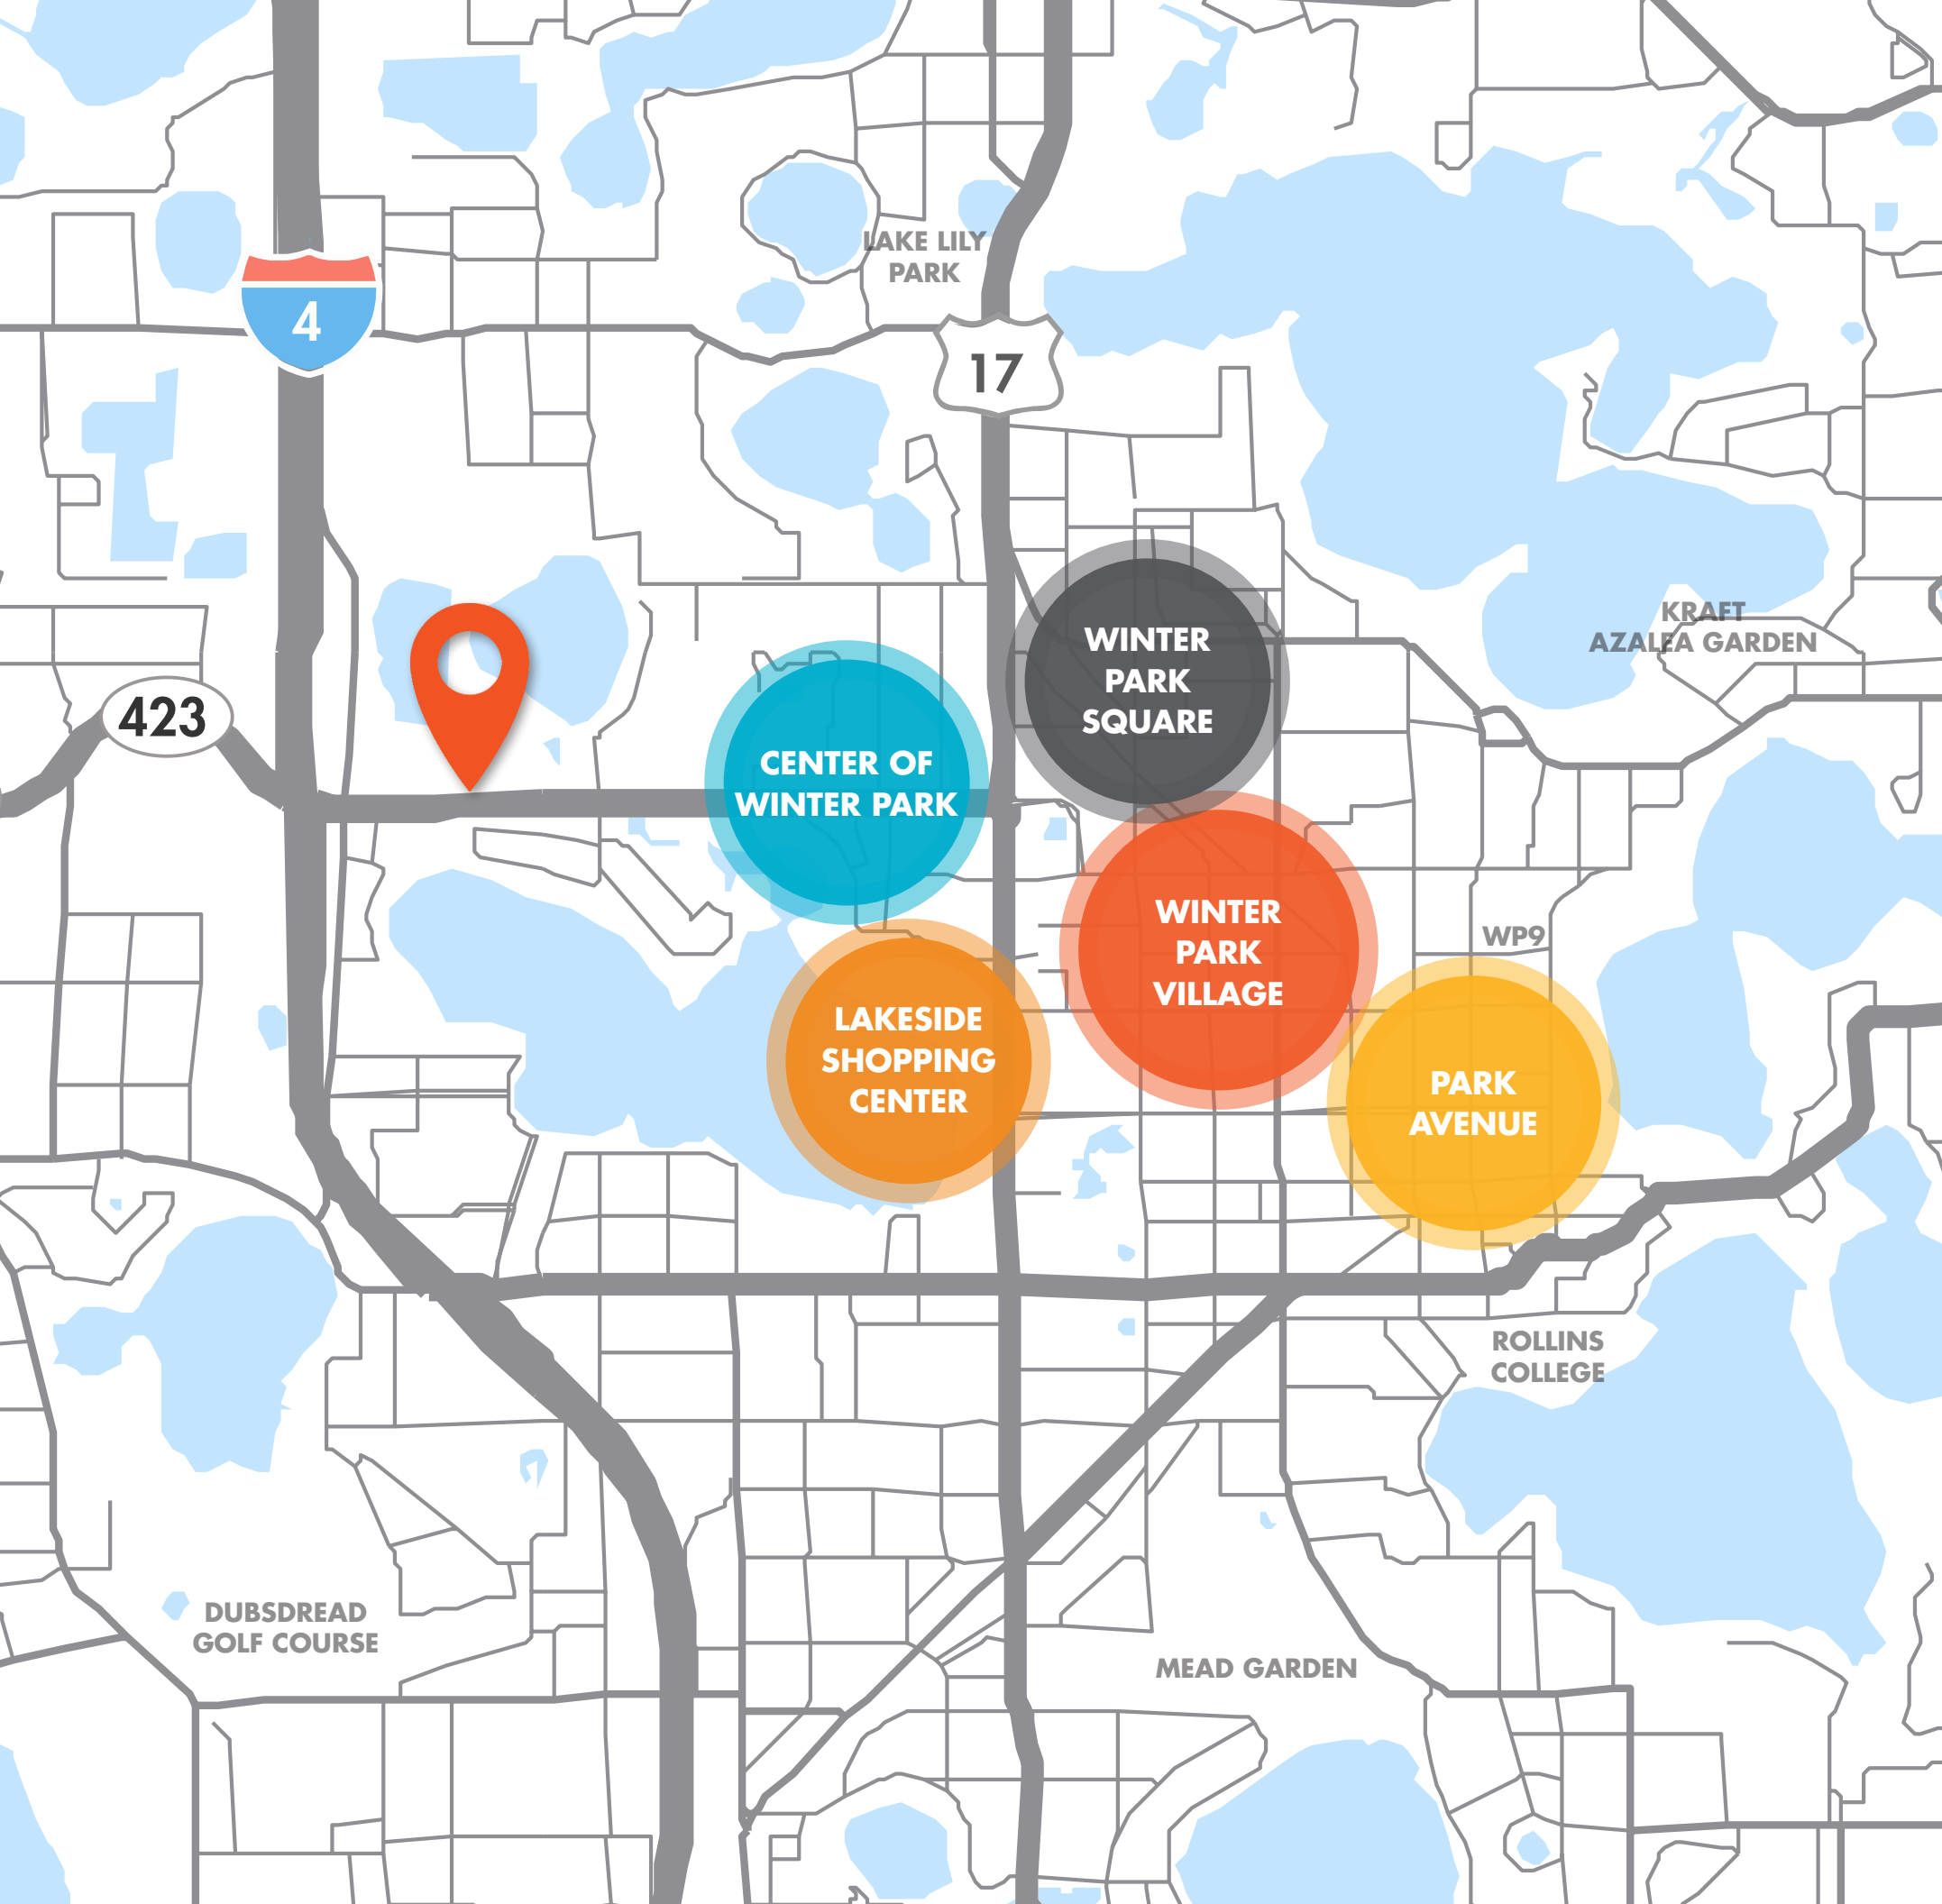 LAKE LILY
PARK
4
17
KRAFT
AZALEA GARDEN
423
WINTER
PARK
SQUARE
CENTER OF
WINTER PARK
WINTER
PARK
VILLAGE
WP9
LAKESIDE
SHOPPING
CENTER
PARK
AVENUE
ROLLINS
COLLEGE
DUBSDREAD
GOLF COURSE
MEAD GARDEN